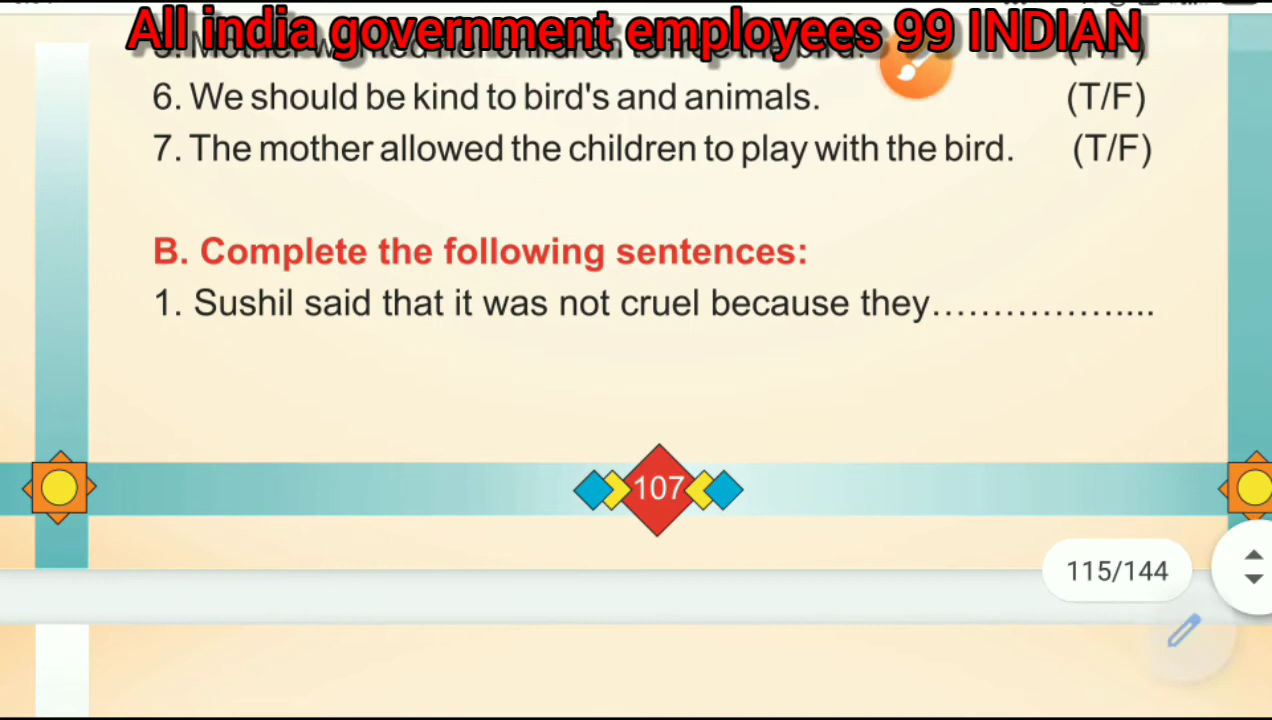 All india government employees 99 INDIAN
6. We should be kind to bird's and animals. (T/F)
7. The mother allowed the children to play with the bird. (T/F)
B. Complete the following sentences:
1. Sushil said that it was not cruel because they....................
107
115/144